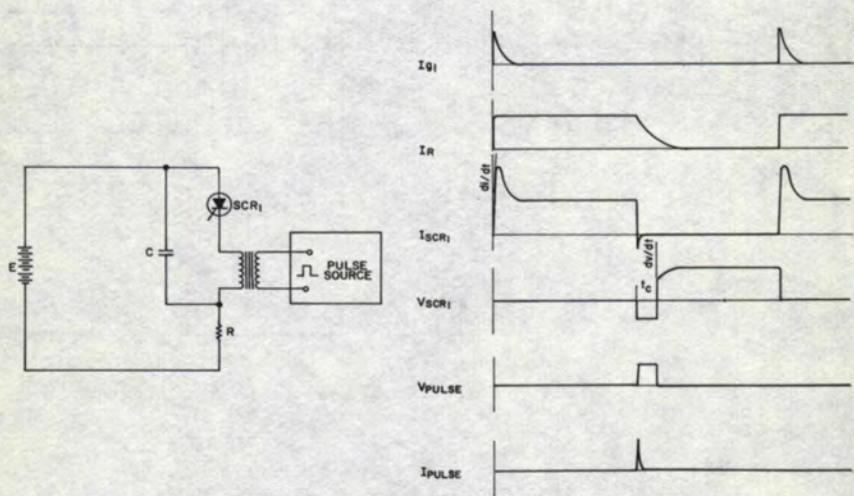 E
C
SCR1
PULSE
SOURCE
R
Ig1
IR
di/dt
ISCR1
dv/dt
tc
VSCR1
VPULSE
IPULSE